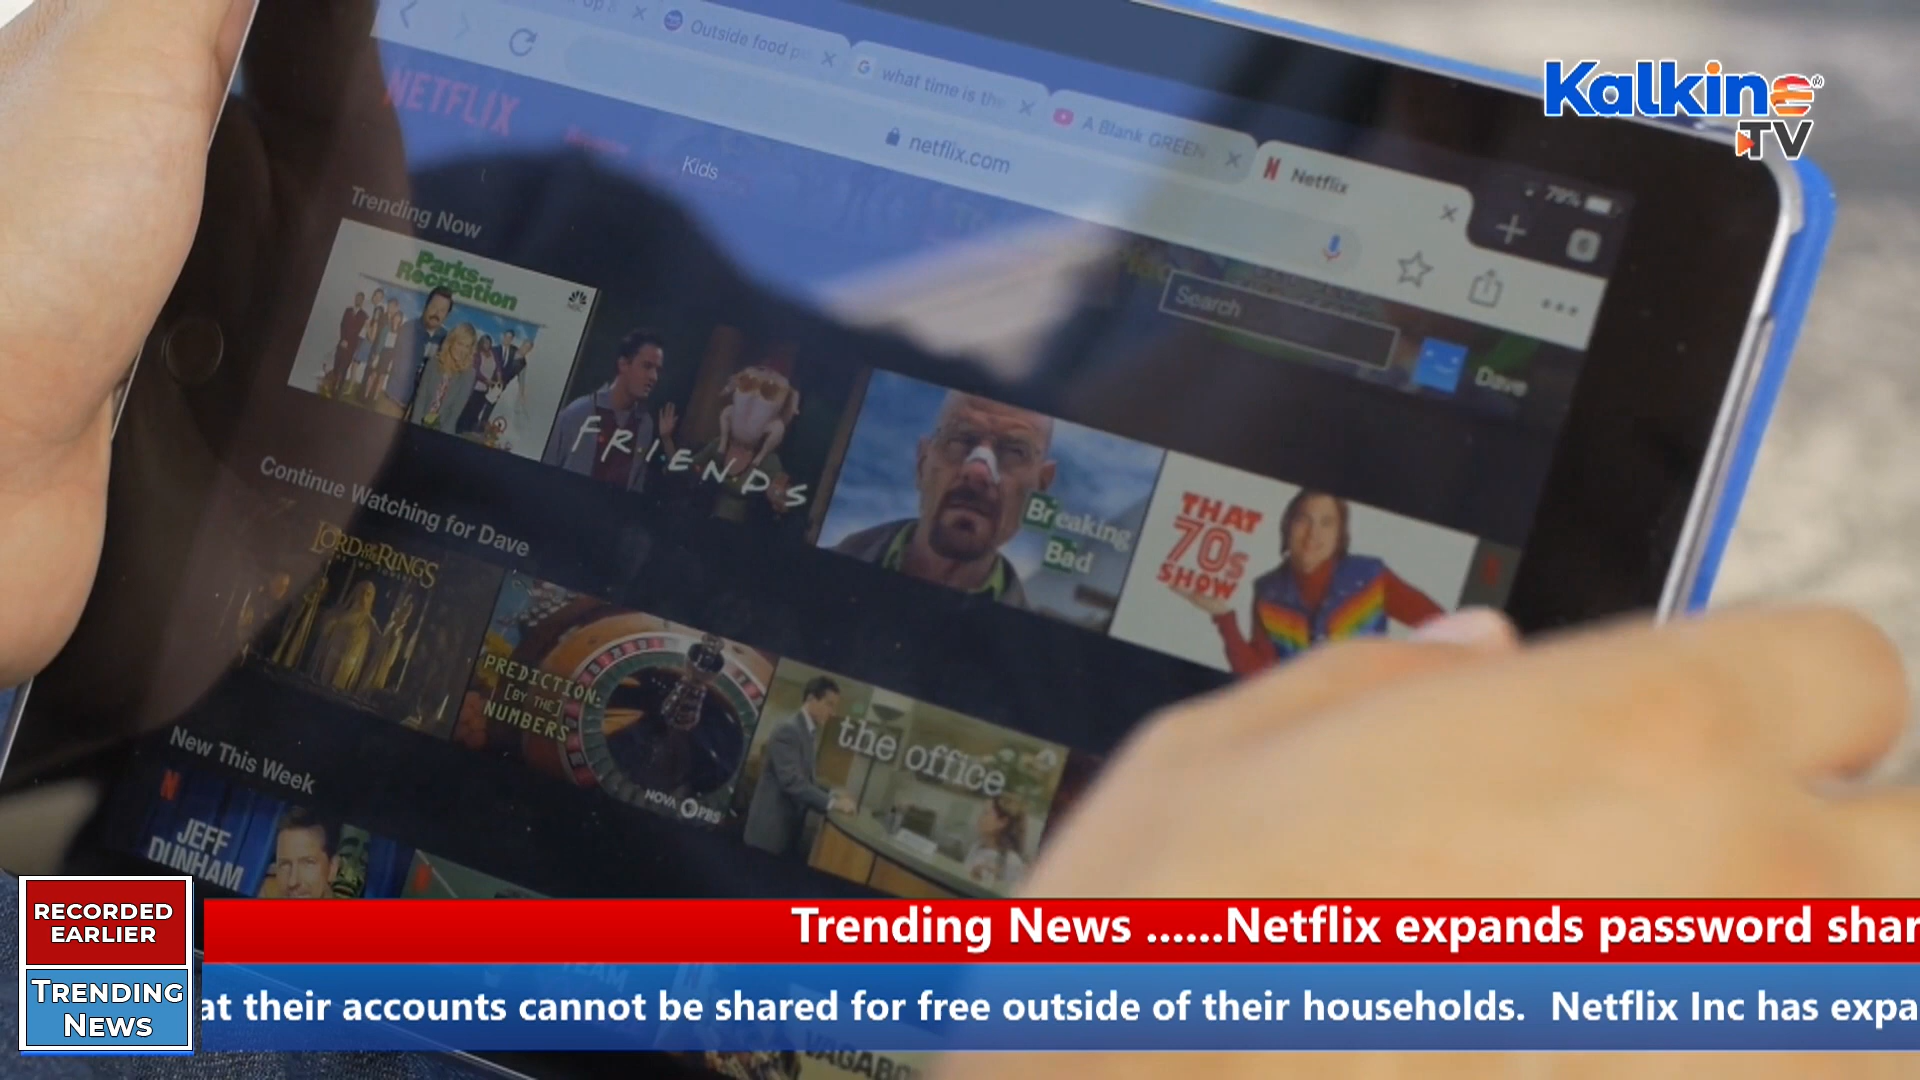 Outside food
what time is the
A Blank GREEN
Netflix
79%
netflix.com
NETFLIX
Kids
Search
Dave
Trending Now
Parks and
Recreation
NBC
FRIENDS
Breaking
Bad
THAT
70s
SHOW
Continue Watching for Dave
LORD OF THE RINGS
PREDICTION
[BY THE]
NUMBERS
NOVA PBS
the office
New This Week
JEFF
DUNHAM
Kalkine
TV
RECORDED
EARLIER
TRENDING
NEWS
Trending News ......Netflix expands password shar
at their accounts cannot be shared for free outside of their households. Netflix Inc has expa